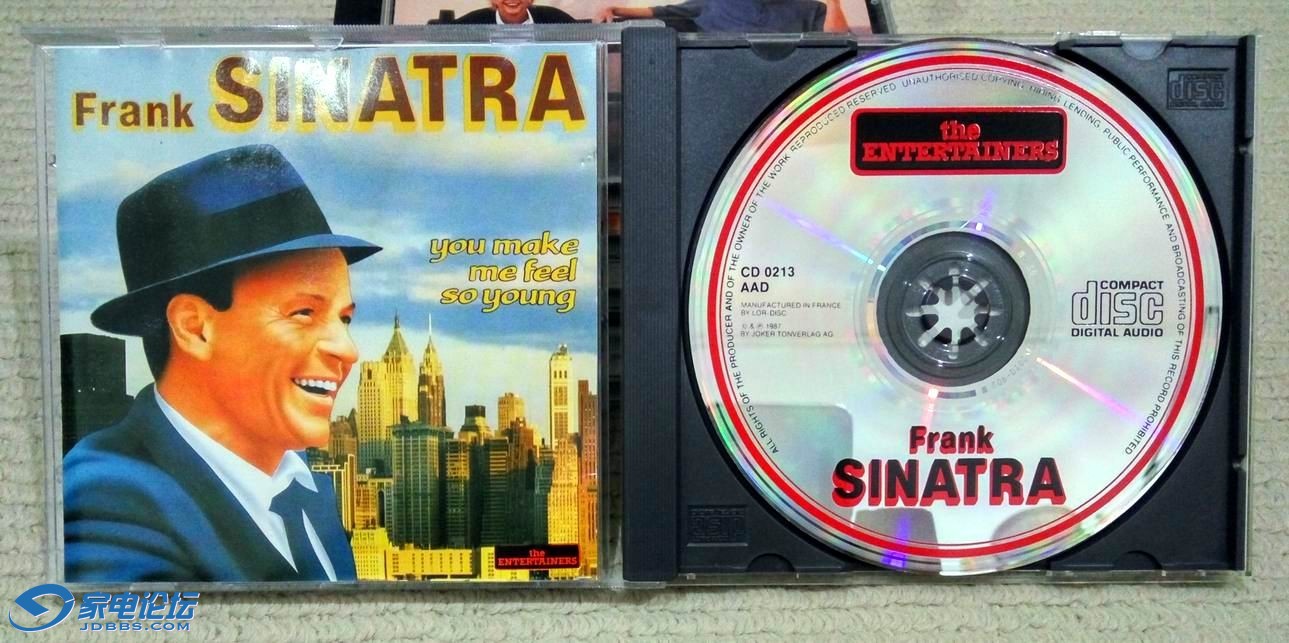 Frank SINATRA
you make
me feel
so young
the
ENTERTAINERS
the
ENTERTAINERS
ALL RIGHTS OF THE PRODUCER AND OF THE OWNER OF THE WORK REPRODUCED RESERVED UNAUTHORISED COPYING HIRING LENDING PUBLIC PERFORMANCE AND BROADCASTING OF THIS RECORD PROHIBITED
CD 0213
AAD
MANUFACTURED IN FRANCE
BY LOR-DISC
© & ℗ 1987
BY JOKER TONVERLAG AG
COMPACT
disc
DIGITAL AUDIO
Frank
SINATRA
disc
家电论坛
JDBBS.COM